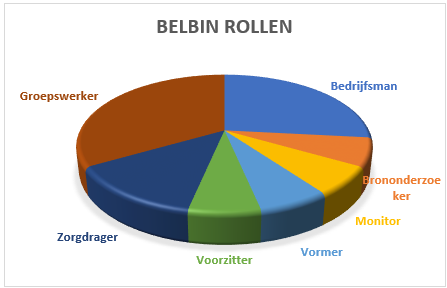 BELBIN ROLLEN
Bedrijfsman
Groepswerker
Brononderzoe
ker
Monitor
Zorgdrager
Vormer
Voorzitter